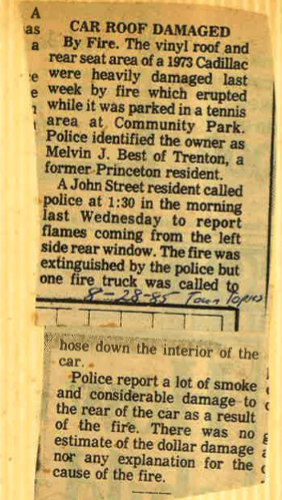 A
as
a
CAR ROOF DAMAGED
By Fire. The vinyl roof and
rear seat area of a 1973 Cadillac
were heavily damaged last
week by fire which erupted
while it was parked in a tennis
area at Community Park.
Police identified the owner as
Melvin J. Best of Trenton, a
former Princeton resident.
A John Street resident called
police at 1:30 in the morning
last Wednesday to report
flames coming from the left
side rear window. The fire was
extinguished by the police but
one fire truck was called to
8-28-85 Town Topics
hose down the interior of the
car.
Police report a lot of smoke
and considerable damage to
the rear of the car as a result
of the fire. There was no
estimate of the dollar damage
nor any explanation for the
cause of the fire.